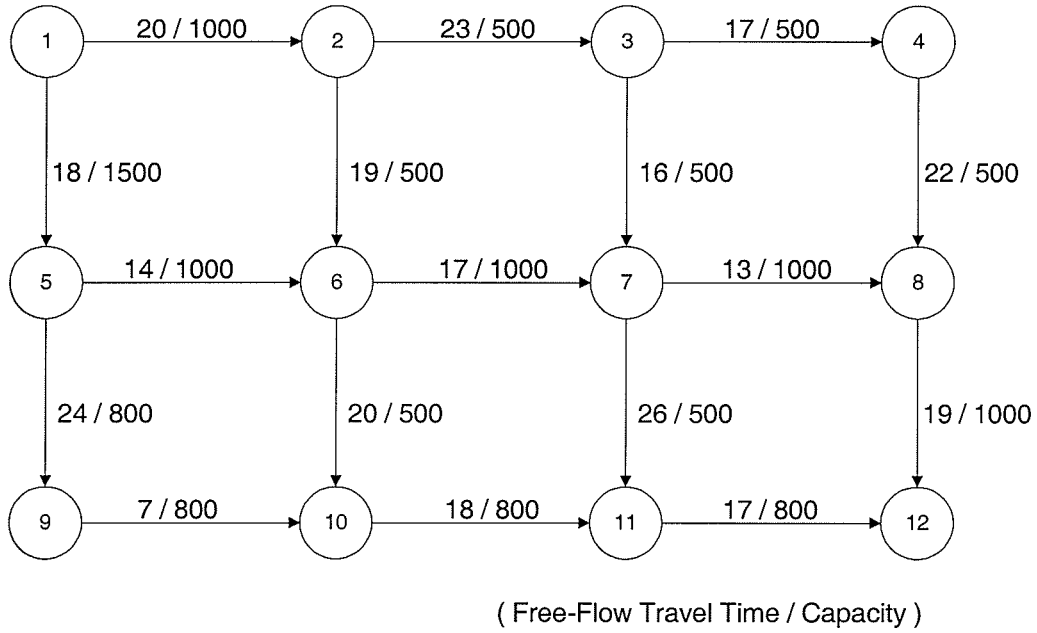 20 / 1000 23 / 500 17 / 500
1 2 3 4
18 / 1500 19 / 500 16 / 500 22 / 500
14 / 1000 17 / 1000 13 / 1000
5 6 7 8
24 / 800 20 / 500 26 / 500 19 / 1000
7 / 800 18 / 800 17 / 800
9 10 11 12
( Free-Flow Travel Time / Capacity )